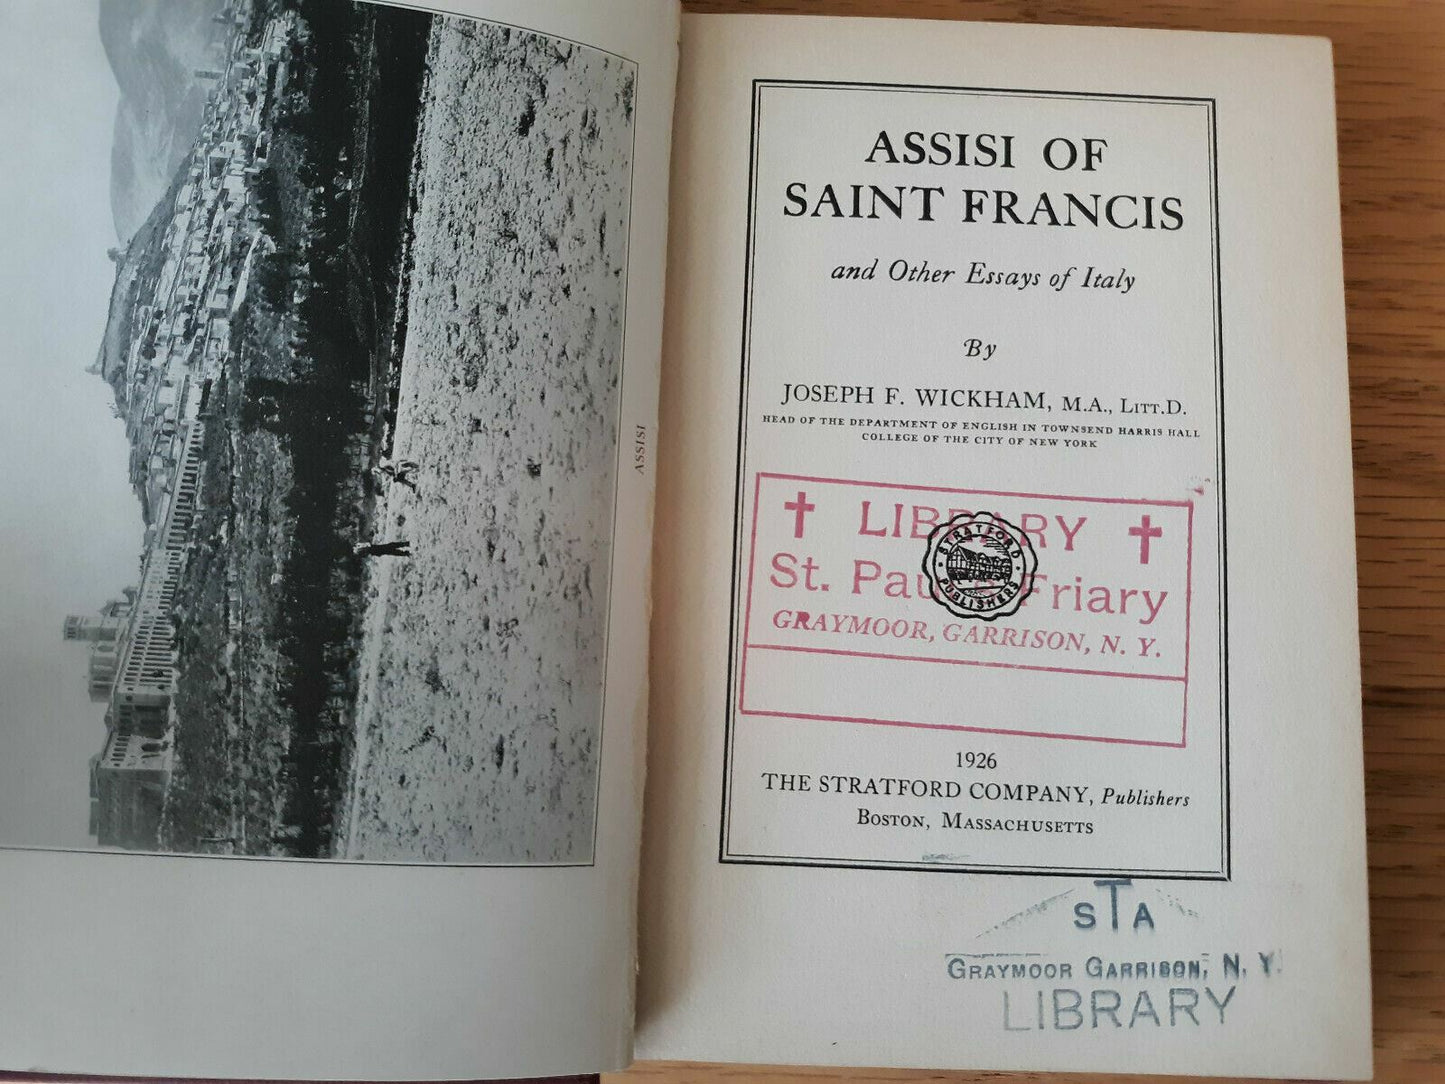 ASSISI
ASSISI OF
SAINT FRANCIS
and Other Essays of Italy
By
JOSEPH F. WICKHAM, M.A., LITT.D.
HEAD OF THE DEPARTMENT OF ENGLISH IN TOWNSEND HARRIS HALL
COLLEGE OF THE CITY OF NEW YORK
LIBRARY
St. Paul's Friary
GRAYMOOR, GARRISON, N. Y.
STRATFORD
PUBLISHERS
1926
THE STRATFORD COMPANY, Publishers
BOSTON, MASSACHUSETTS
STA
GRAYMOOR GARRISON, N. Y.
LIBRARY